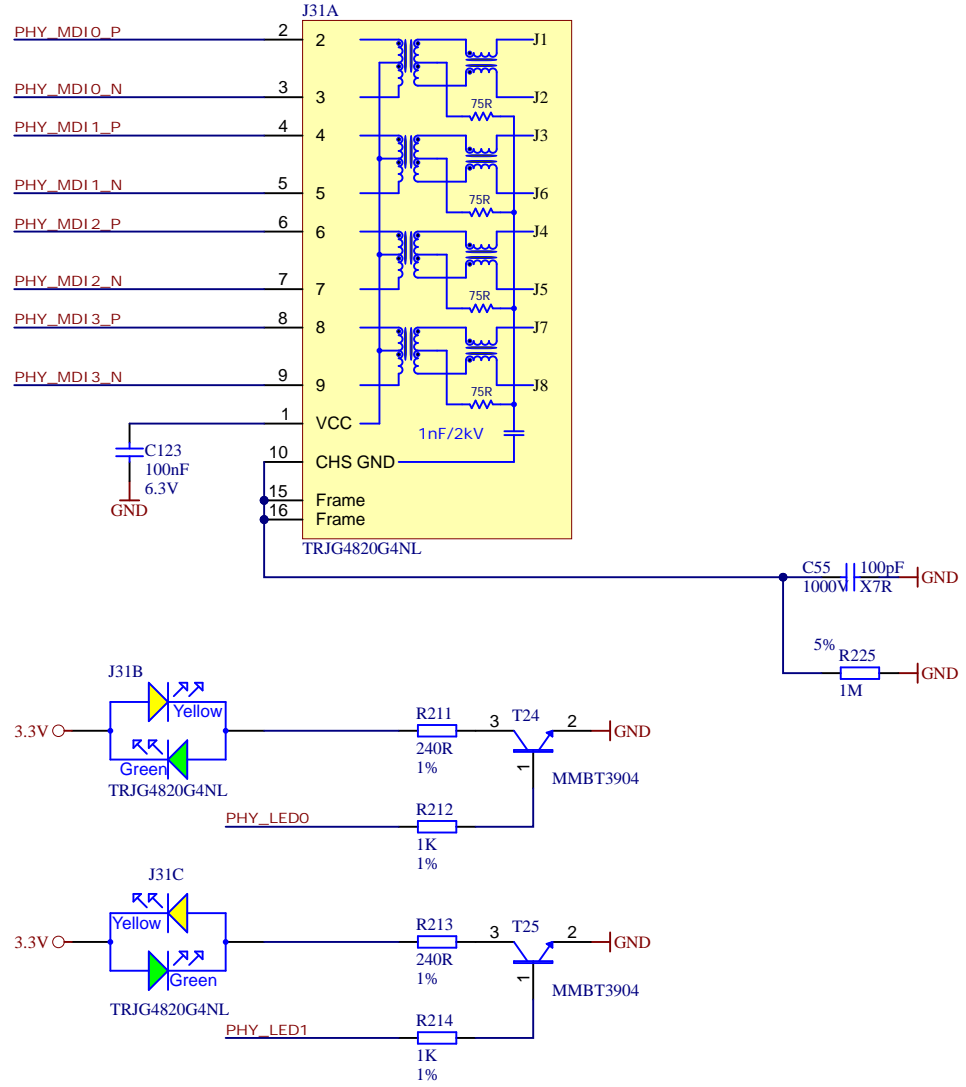 J31A
PHY_MDI0_P 2 2 J1
PHY_MDI0_N 3 3 J2
75R
PHY_MDI1_P 4 4 J3
PHY_MDI1_N 5 5 J6
75R
PHY_MDI2_P 6 6 J4
PHY_MDI2_N 7 7 J5
75R
PHY_MDI3_P 8 8 J7
PHY_MDI3_N 9 9 J8
75R
1 VCC
1nF/2kV
C123
100nF
6.3V
GND
10 CHS GND
15 Frame
16 Frame
TRJG4820G4NL
C55 100pF
1000V X7R
GND
5%
R225
1M
GND
J31B
Yellow
3.3V
Green
TRJG4820G4NL
R211
240R
1%
3 T24 2
GND
1
MMBT3904
PHY_LED0
R212
1K
1%
J31C
Yellow
3.3V
Green
TRJG4820G4NL
R213
240R
1%
3 T25 2
GND
1
MMBT3904
PHY_LED1
R214
1K
1%